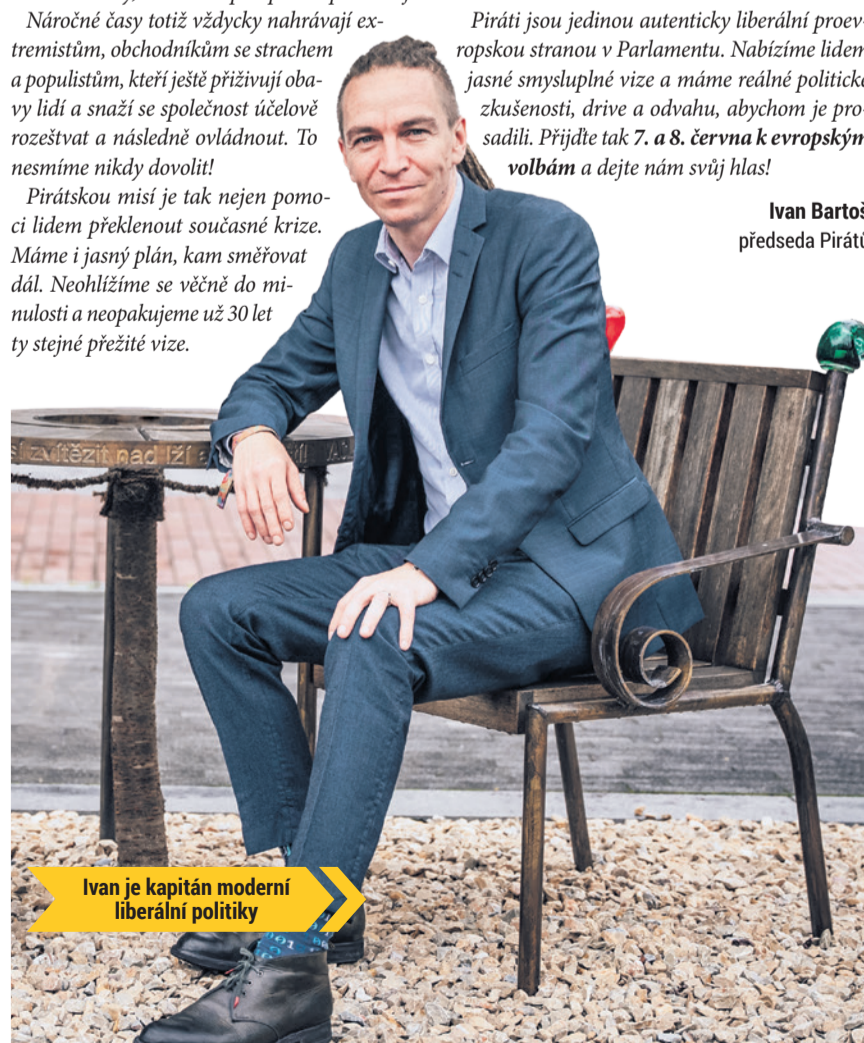 Náročné časy totiž vždycky nahrávají ex-
tremistům, obchodníkům se strachem
a populistům, kteří ještě přiživují oba-
vy lidí a snaží se společnost účelově
rozeštvat a následně ovládnout. To
nesmíme nikdy dovolit!
Pirátskou misí je tak nejen pomo-
ci lidem překlenout současné krize.
Máme i jasný plán, kam směřovat
dál. Neohlížíme se věčně do mi-
nulosti a neopakujeme už 30 let
ty stejné přežité vize.
Piráti jsou jedinou autenticky liberální proev-
ropskou stranou v Parlamentu. Nabízíme lidem
jasné smysluplné vize a máme reálné politické
zkušenosti, drive a odvahu, abychom je pro-
sadili. Přijďte tak 7. a 8. června k evropským
volbám a dejte nám svůj hlas!
Ivan Bartoš
předseda Pirátů
zvítězit nad lží a
Ivan je kapitán moderní
liberální politiky